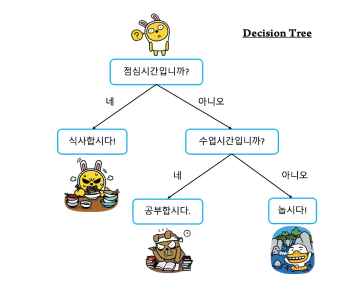 Decision Tree
?
점심시간입니까?
네
아니오
식사합시다!
수업시간입니까?
네
아니오
공부합시다.
놉시다!